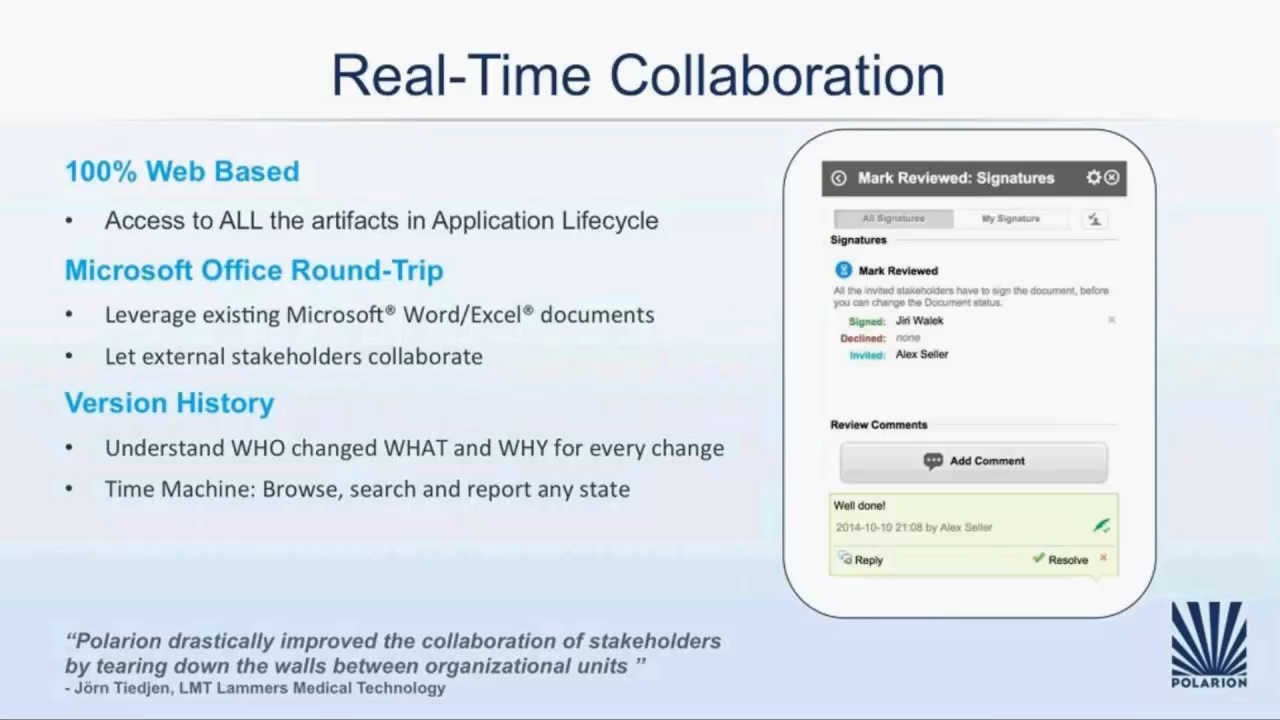 Real-Time Collaboration
100% Web Based
• Access to ALL the artifacts in Application Lifecycle
Microsoft Office Round-Trip
• Leverage existing Microsoft® Word/Excel® documents
• Let external stakeholders collaborate
Version History
• Understand WHO changed WHAT and WHY for every change
• Time Machine: Browse, search and report any state
“Polarion drastically improved the collaboration of stakeholders
by tearing down the walls between organizational units ”
- Jörn Tiedjen, LMT Lammers Medical Technology
Mark Reviewed: Signatures
All Signatures My Signature
Signatures
Mark Reviewed
All the invited stakeholders have to sign the document, before
you can change the Document status.
Signed: Jiri Walek
Declined: none
Invited: Alex Seller
Review Comments
Add Comment
Well done!
2014-10-10 21:08 by Alex Seller
Reply Resolve
POLARION